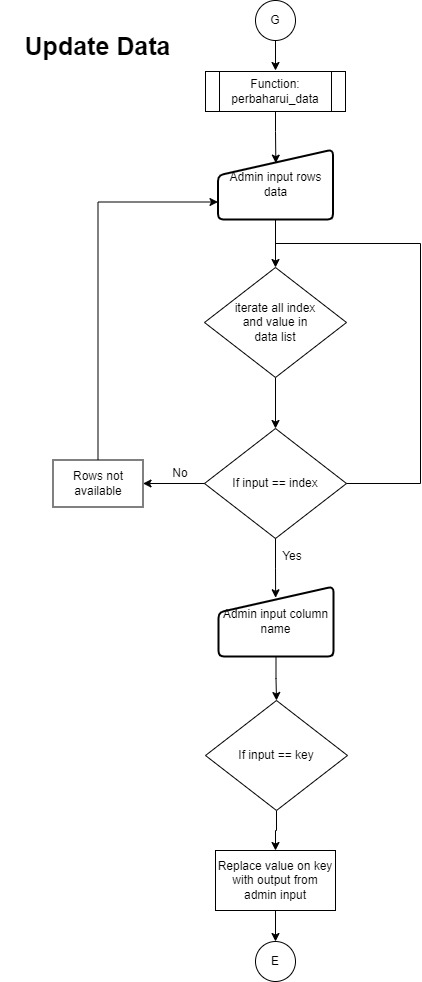 G
Update Data
Function:
perbaharui_data
Admin input rows
data
iterate all index
and value in
data list
Rows not
available
No
If input == index
Yes
Admin input column
name
If input == key
Replace value on key
with output from
admin input
E